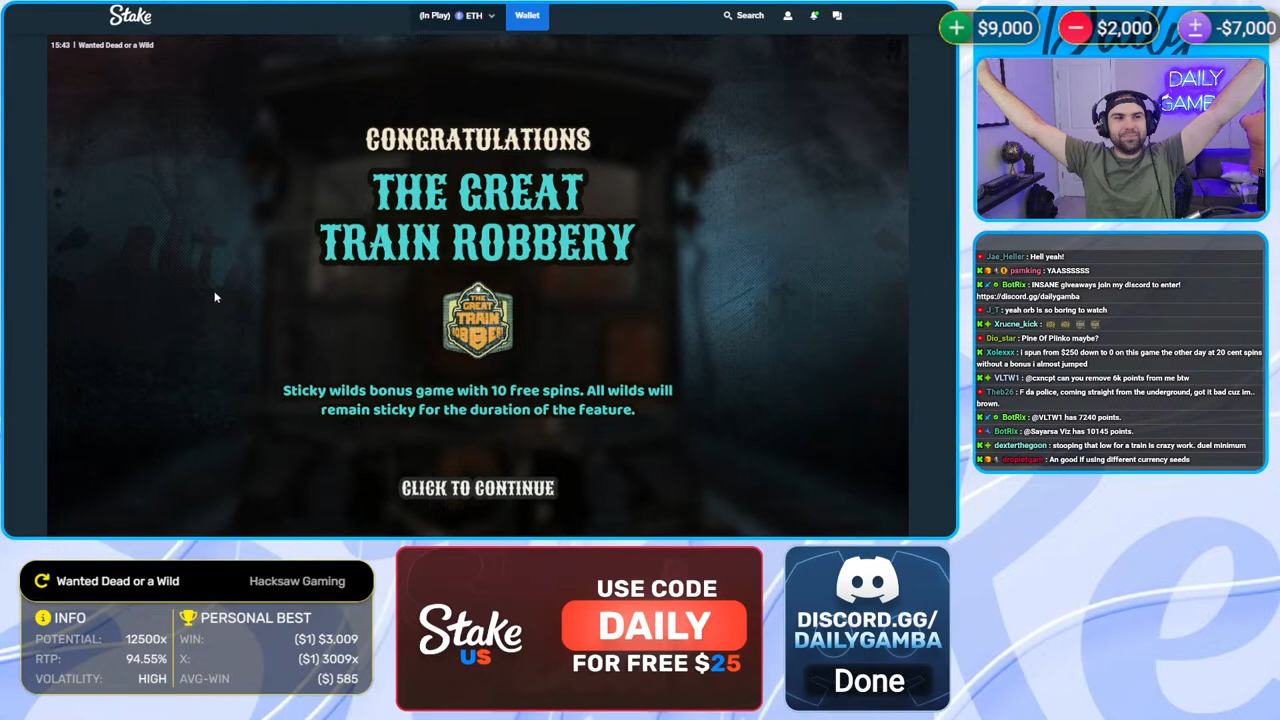 Stake
(In Play) ETH
Wallet
Search
$9,000
$2,000
-$7,000
15:43 | Wanted Dead or a Wild
DAILY
GAME
CONGRATULATIONS
THE GREAT
TRAIN ROBBERY
THE
GREAT
TRAIN
Sticky wilds bonus game with 10 free spins. All wilds will
remain sticky for the duration of the feature.
CLICK TO CONTINUE
Jae_Heller : Hell yeah!
psmking : YAASSSSSS
BotRix : INSANE giveaways join my discord to enter!
https://discord.gg/dailygamba
J_T : yeah orb is so boring to watch
Xrucne_kick :
Dio_star : Pine Of Plinko maybe?
Xolexxx : I spun from $250 down to 0 on this game the other day at 20 cent spins
without a bonus i almost jumped
VLTW1 : @cxncpt can you remove 6k points from me btw
Theb26 : F da police, coming straight from the underground, got it bad cuz im..
brown.
BotRix : @VLTW1 has 7240 points.
BotRix : @Sayarsa Viz has 10145 points.
dexterthegoon : stooping that low for a train is crazy work. duel minimum
dropletgam : An good if using different currency seeds
Wanted Dead or a Wild Hacksaw Gaming
INFO
POTENTIAL: 12500x
RTP: 94.55%
VOLATILITY: HIGH
PERSONAL BEST
WIN: ($1) $3,009
X: ($1) 3009x
AVG-WIN ($) 585
Stake
US
USE CODE
DAILY
FOR FREE $25
DISCORD.GG/
DAILYGAMBA
Done